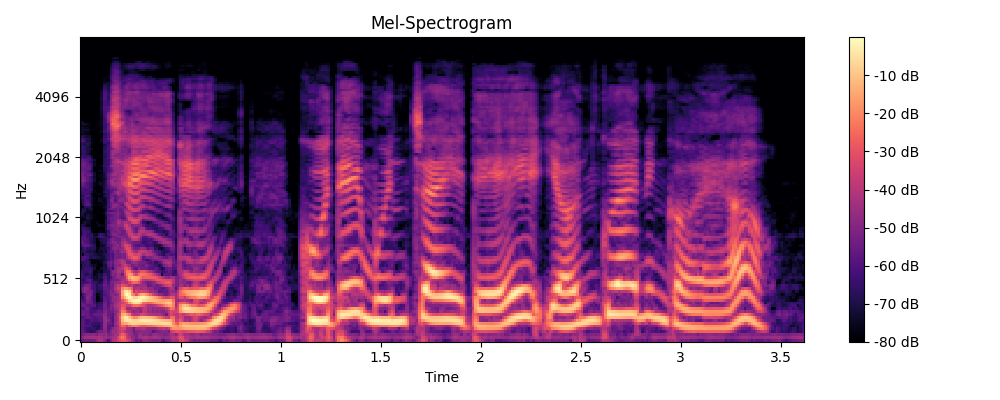 Mel-Spectrogram
Hz
4096
2048
1024
512
0
0 0.5 1 1.5 2 2.5 3 3.5
Time
-10 dB
-20 dB
-30 dB
-40 dB
-50 dB
-60 dB
-70 dB
-80 dB